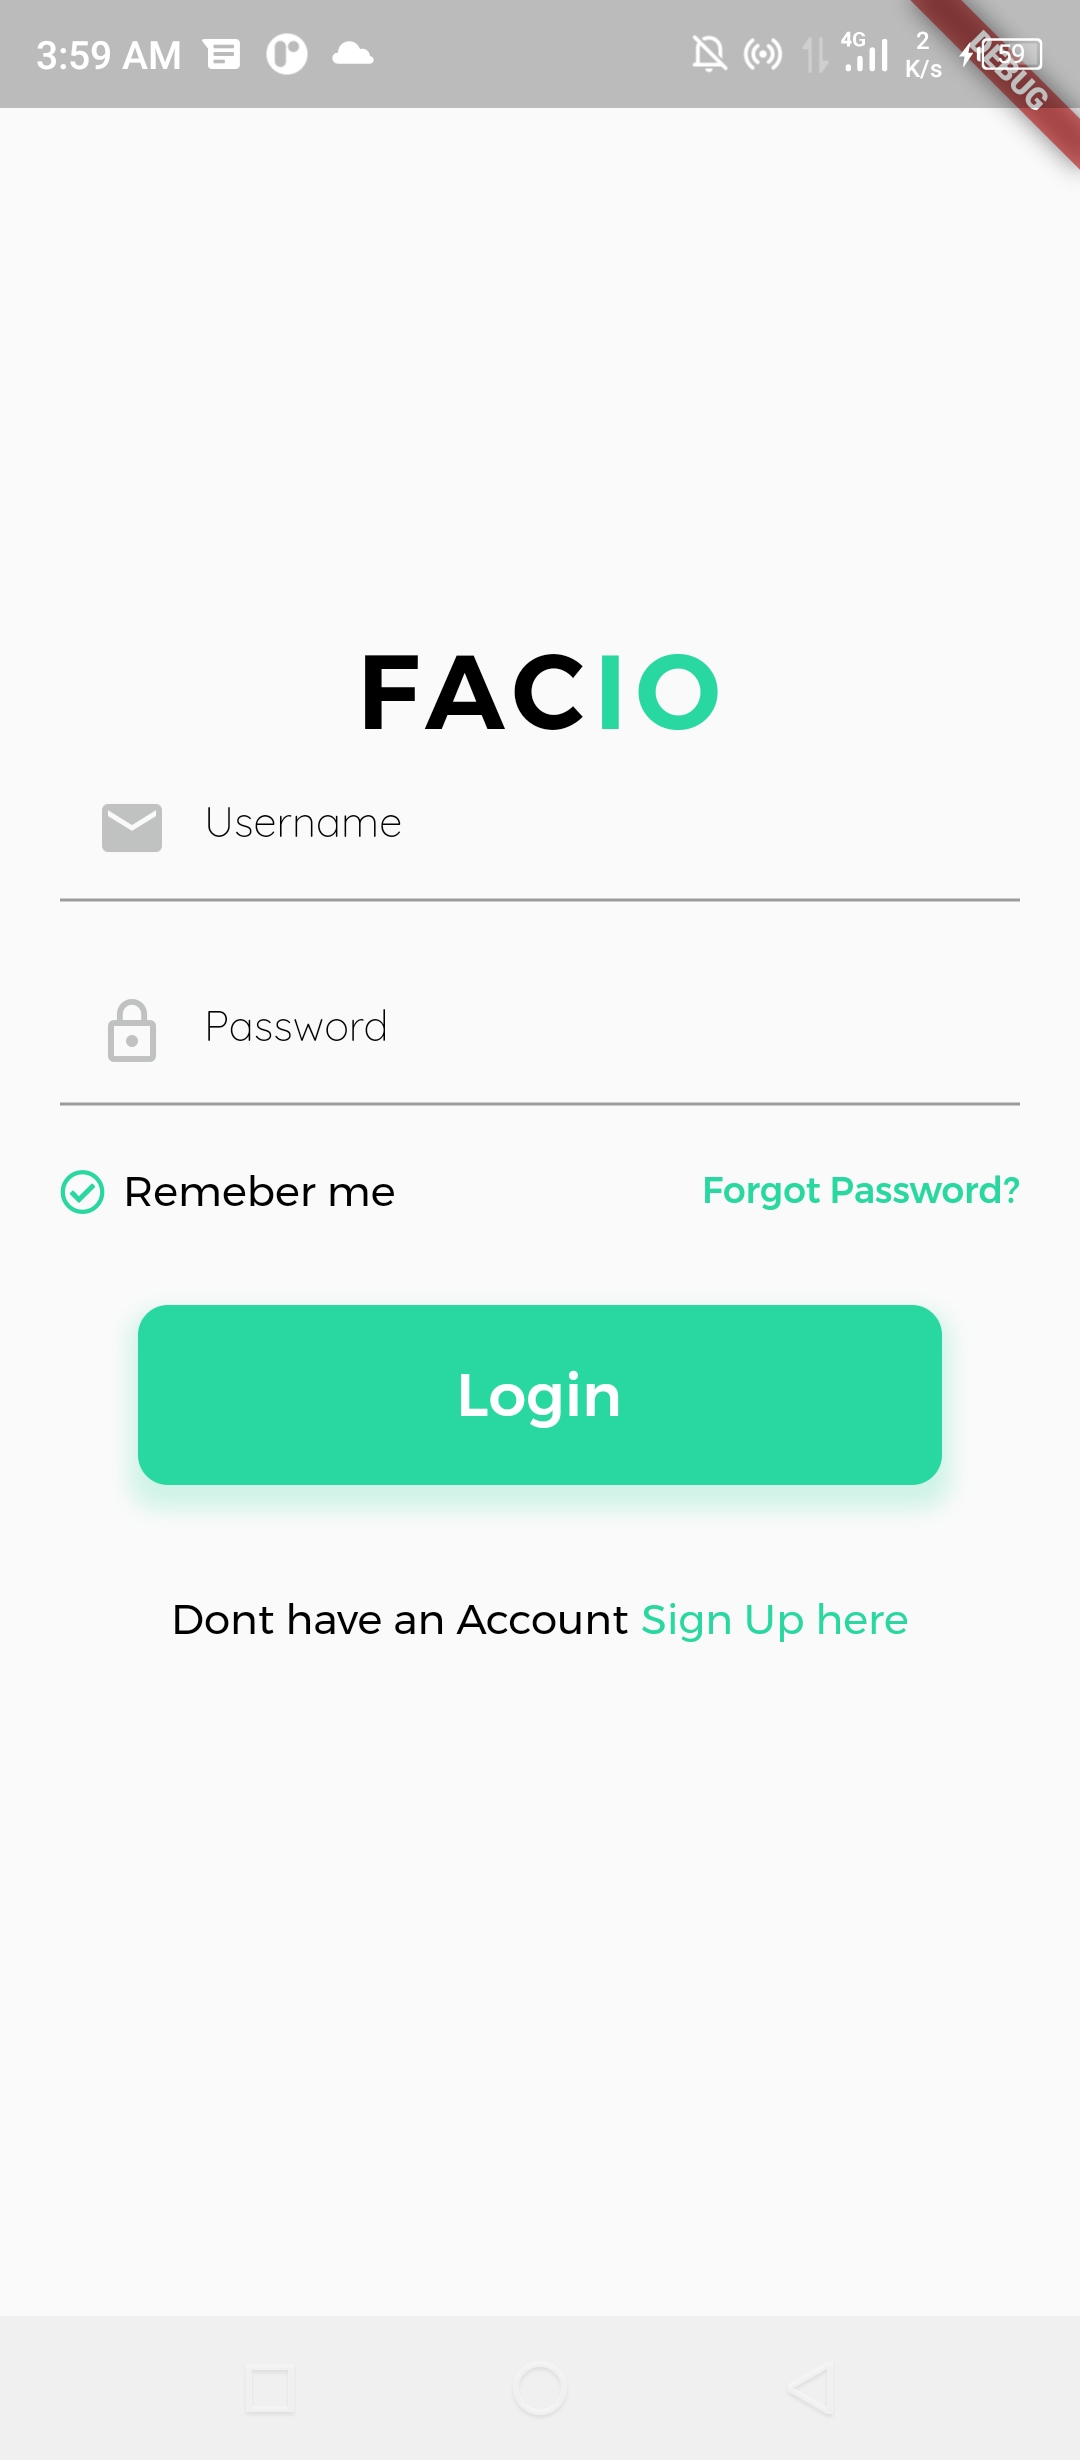 3:59 AM 4G 2 K/s 59
DEBUG
FACIO
Username
Password
Remeber me Forgot Password?
Login
Dont have an Account Sign Up here